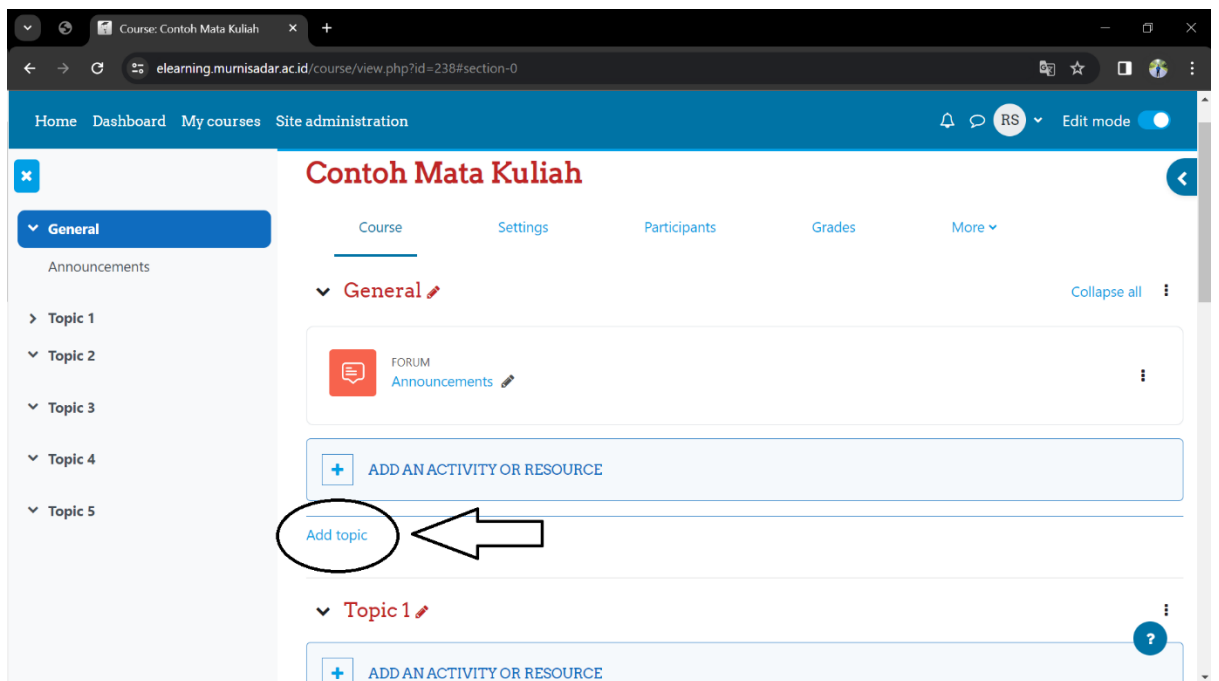 Course: Contoh Mata Kuliah
elearning.murnisadar.ac.id/course/view.php?id=238#section-0
Home Dashboard My courses Site administration
RS Edit mode
Contoh Mata Kuliah
General
Announcements
Topic 1
Topic 2
Topic 3
Topic 4
Topic 5
Course Settings Participants Grades More
General
Collapse all
FORUM
Announcements
ADD AN ACTIVITY OR RESOURCE
Add topic
Topic 1
?
ADD AN ACTIVITY OR RESOURCE